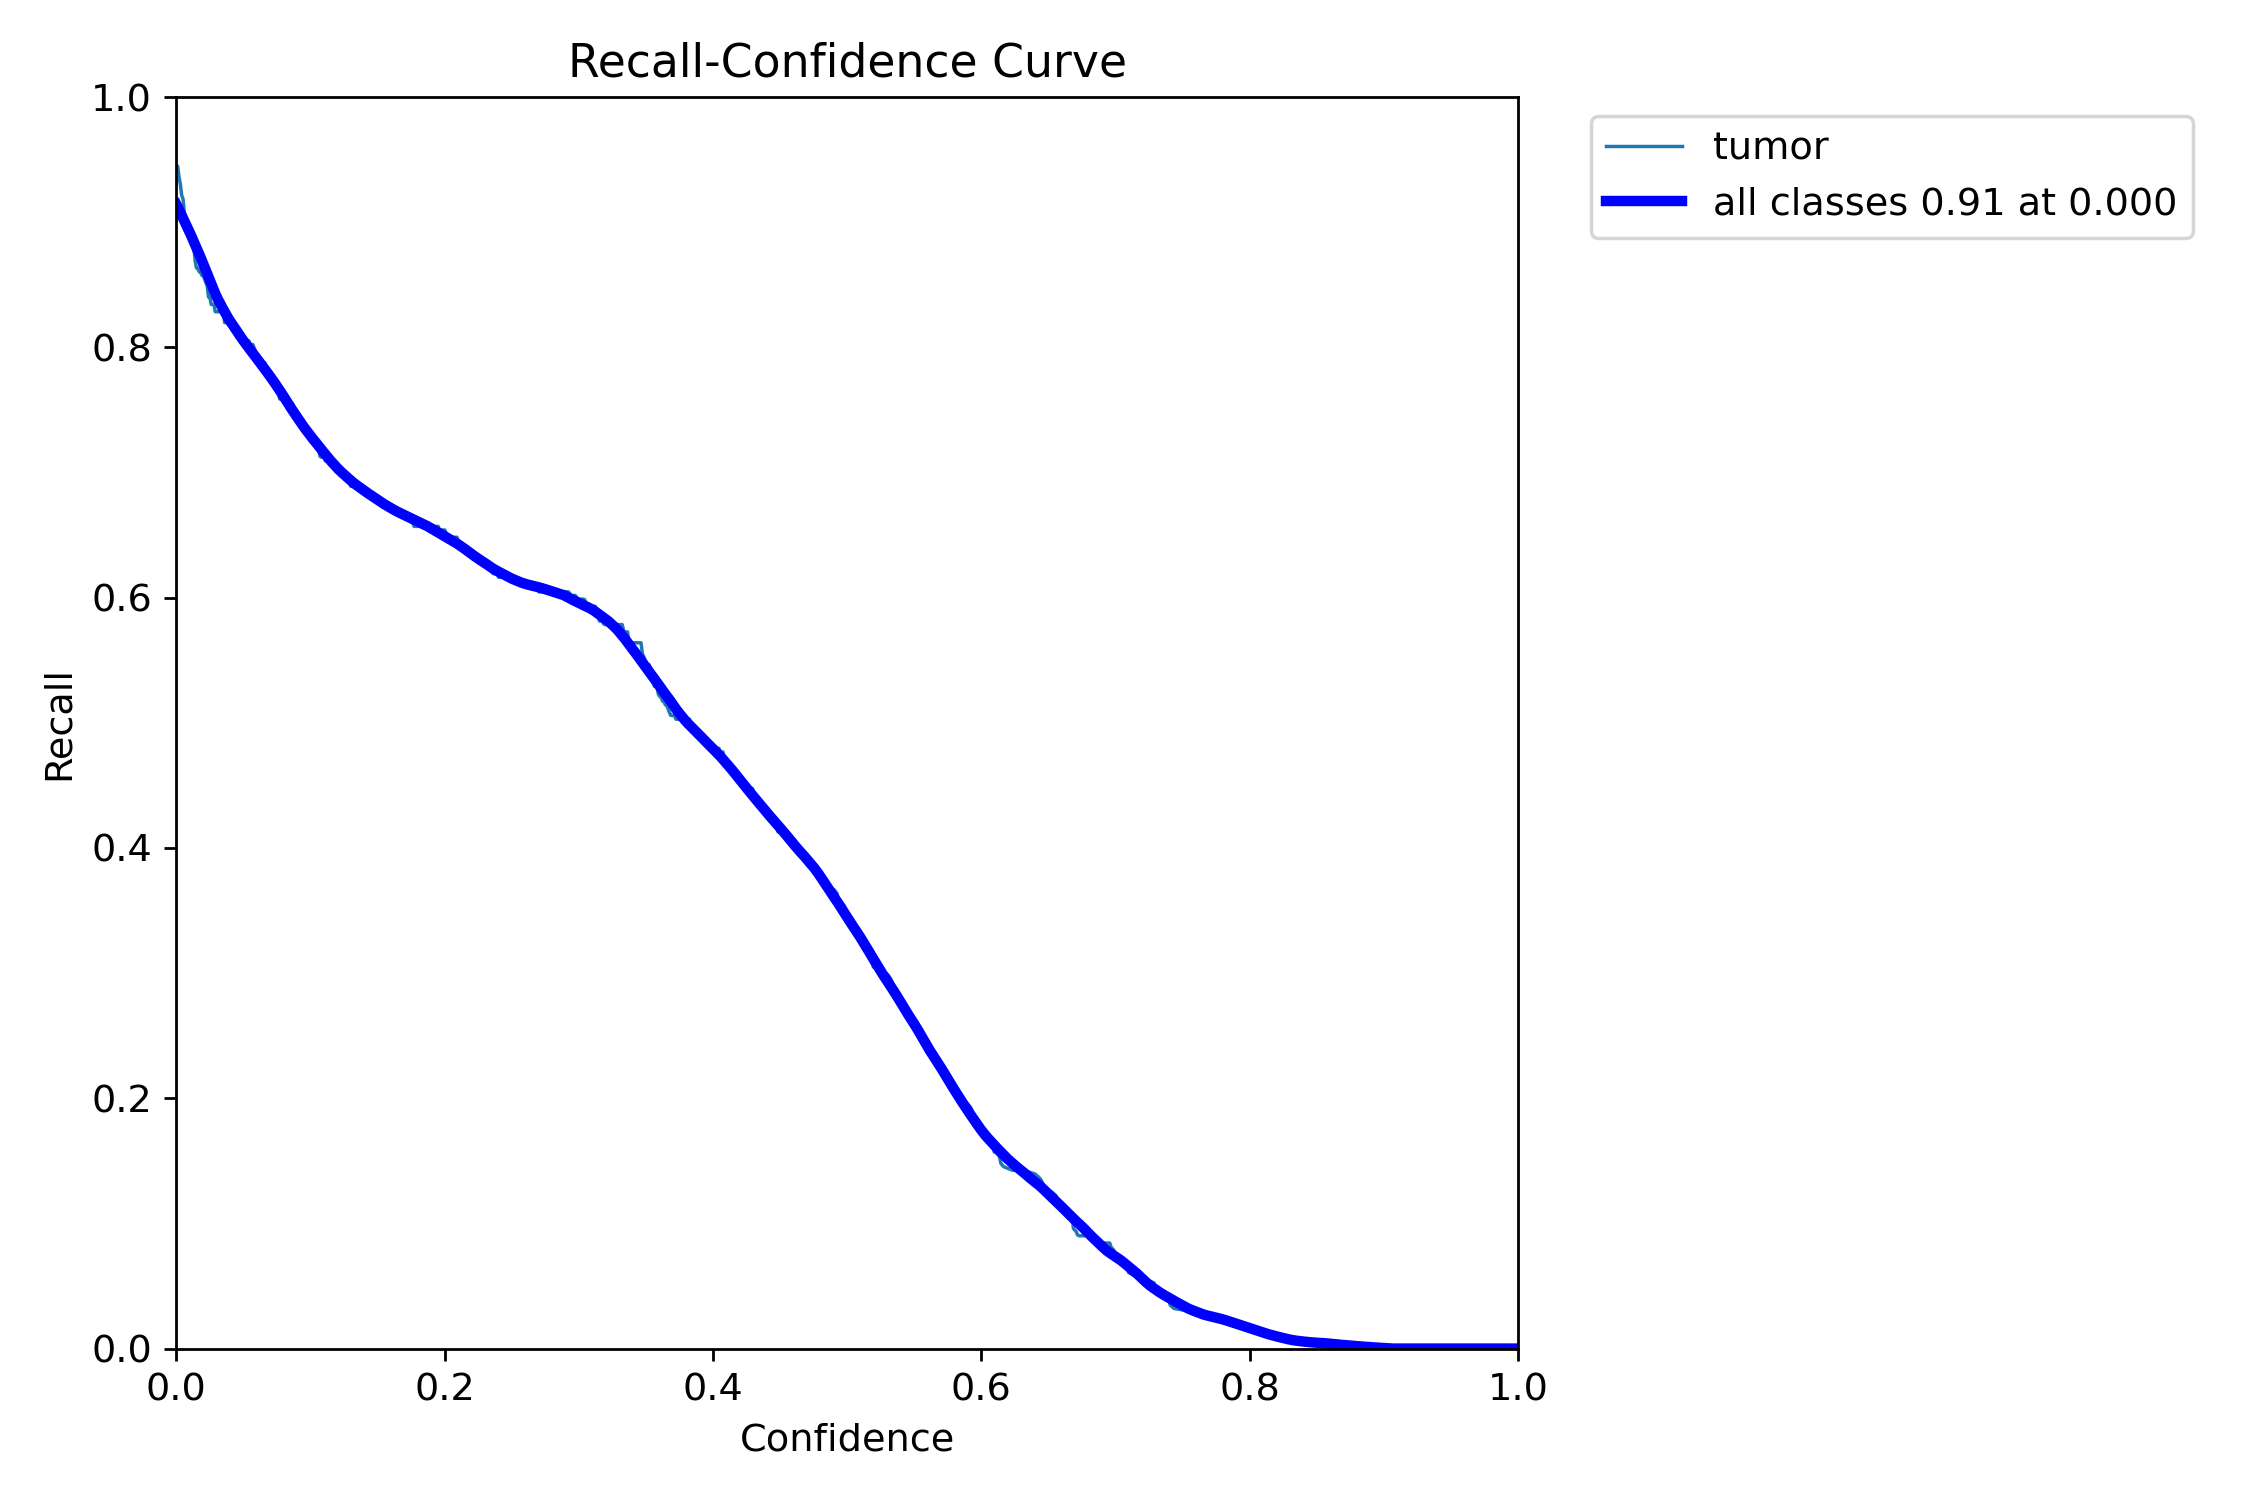 Recall-Confidence Curve
tumor
all classes 0.91 at 0.000
1.0
0.8
0.6
0.4
0.2
0.0
Recall
0.0 0.2 0.4 0.6 0.8 1.0
Confidence